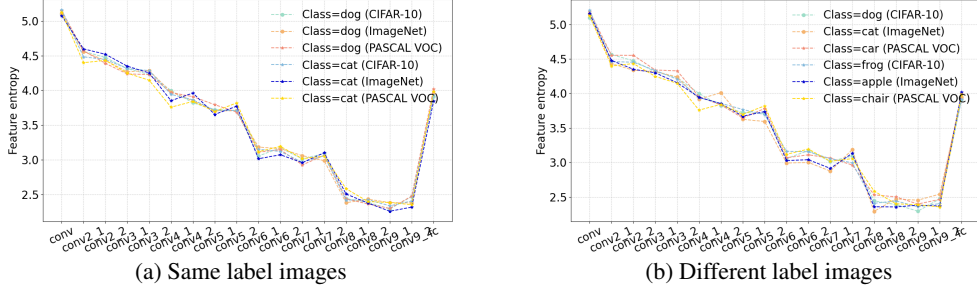 5.0
4.5
4.0
3.5
3.0
2.5
Feature entropy
Class=dog (CIFAR-10)
Class=dog (ImageNet)
Class=dog (PASCAL VOC)
Class=cat (CIFAR-10)
Class=cat (ImageNet)
Class=cat (PASCAL VOC)
conv
conv2_1
conv2_2
conv3_1
conv3_2
conv4_1
conv4_2
conv5_1
conv5_2
conv6_1
conv6_2
conv7_1
conv7_2
conv8_1
conv8_2
conv9_1
conv9_2
fc
(a) Same label images
5.0
4.5
4.0
3.5
3.0
2.5
Feature entropy
Class=dog (CIFAR-10)
Class=cat (ImageNet)
Class=car (PASCAL VOC)
Class=frog (CIFAR-10)
Class=apple (ImageNet)
Class=chair (PASCAL VOC)
conv
conv2_1
conv2_2
conv3_1
conv3_2
conv4_1
conv4_2
conv5_1
conv5_2
conv6_1
conv6_2
conv7_1
conv7_2
conv8_1
conv8_2
conv9_1
conv9_2
fc
(b) Different label images